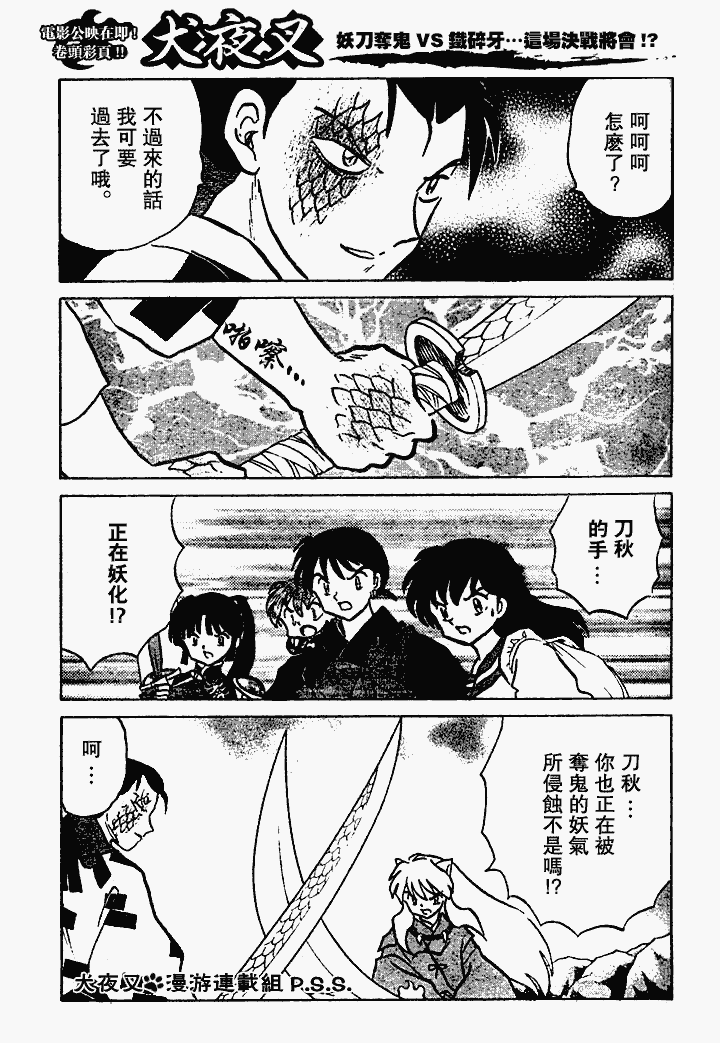 電影公映在即！
卷頭彩頁!!
犬夜叉
妖刀奪鬼VS鐵碎牙…這場決戰將會!?
呵呵呵
怎麼了？
不過來的話
我可要
過去了哦。
啪嚓…
刀秋
的手…
正在妖化!?
刀秋…
你也正在被
奪鬼的妖氣
所侵蝕不是嗎!?
呵…
犬夜叉 漫游連載組 P.S.S.